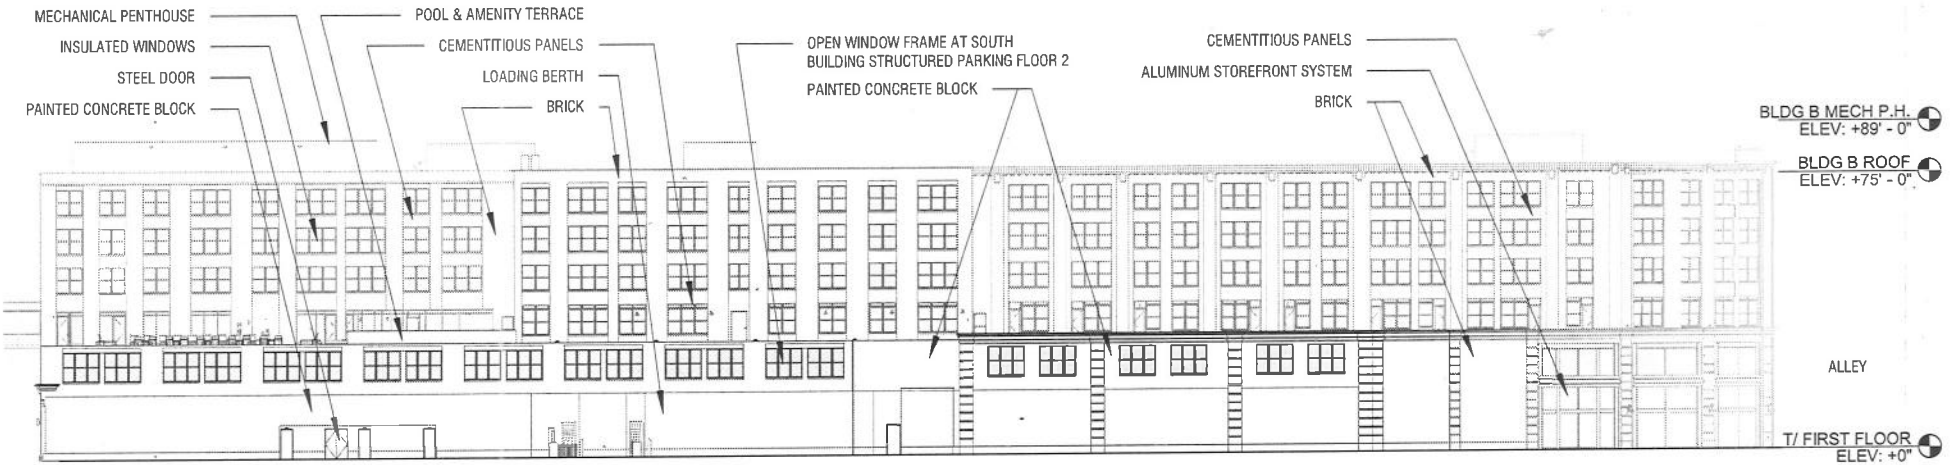 MECHANICAL PENTHOUSE
INSULATED WINDOWS
STEEL DOOR
PAINTED CONCRETE BLOCK
POOL & AMENITY TERRACE
CEMENTITIOUS PANELS
LOADING BERTH
BRICK
OPEN WINDOW FRAME AT SOUTH
BUILDING STRUCTURED PARKING FLOOR 2
PAINTED CONCRETE BLOCK
CEMENTITIOUS PANELS
ALUMINUM STOREFRONT SYSTEM
BRICK
BLDG B MECH P.H.
ELEV: +89' - 0"
BLDG B ROOF
ELEV: +75' - 0"
ALLEY
T/ FIRST FLOOR
ELEV: +0"